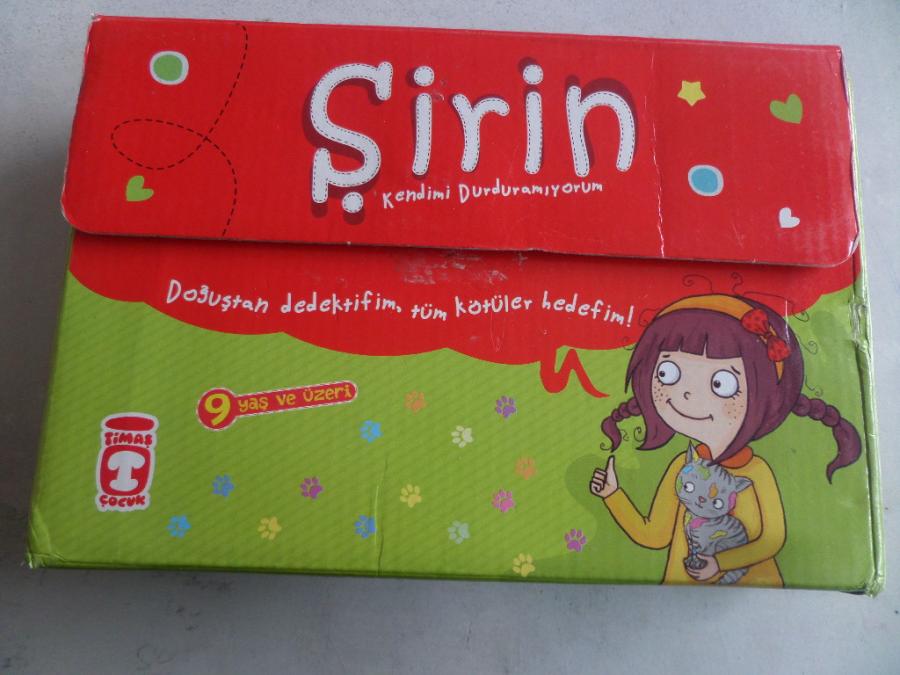 Şirin
Kendimi Durduramıyorum
Doğuştan dedektifim, tüm kötüler hedefim!
9 yaş ve üzeri
TİMAŞ
ÇOCUK